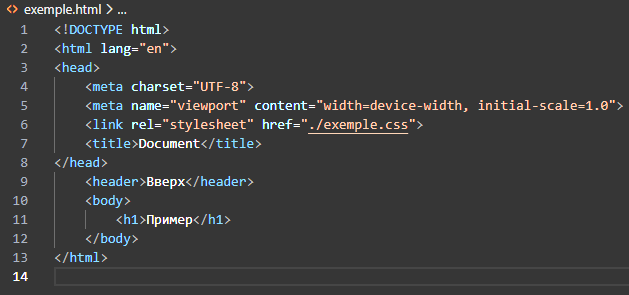 exemple.html > ...
1 <!DOCTYPE html>
2 <html lang="en">
3 <head>
4     <meta charset="UTF-8">
5     <meta name="viewport" content="width=device-width, initial-scale=1.0">
6     <link rel="stylesheet" href="./exemple.css">
7     <title>Document</title>
8 </head>
9     <header>Вверх</header>
10     <body>
11         <h1>Пример</h1>
12     </body>
13 </html>
14